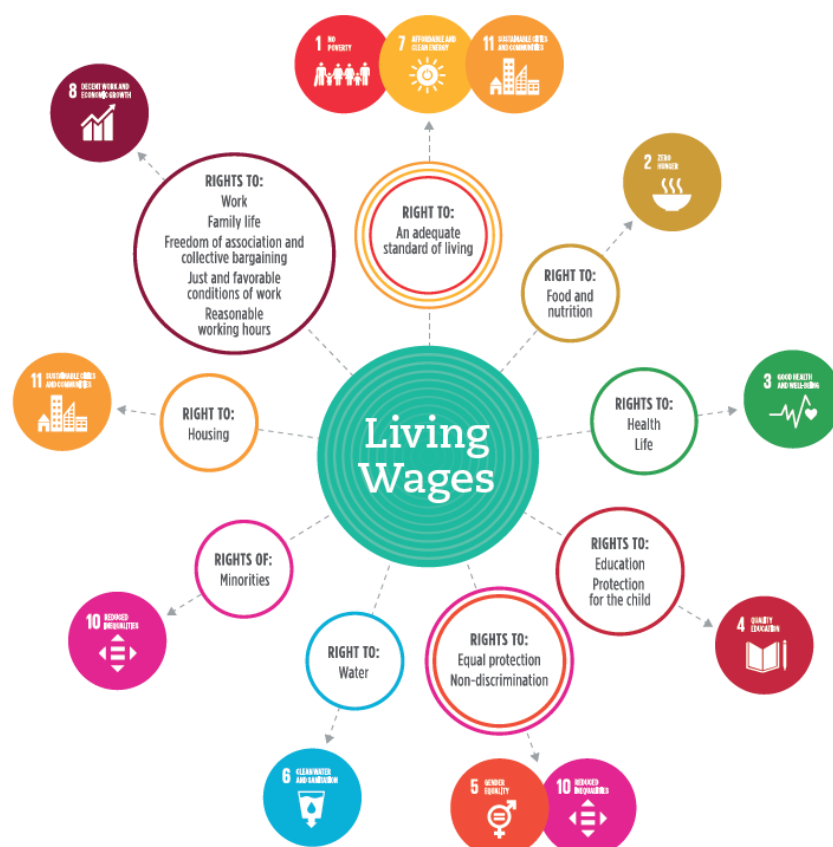 1 NO
POVERTY
7 AFFORDABLE AND
CLEAN ENERGY
11 SUSTAINABLE CITIES
AND COMMUNITIES
8 DECENT WORK AND
ECONOMIC GROWTH
2 ZERO
HUNGER
RIGHTS TO:
Work
Family life
Freedom of association and
collective bargaining
Just and favorable
conditions of work
Reasonable
working hours
RIGHT TO:
An adequate
standard of living
RIGHT TO:
Food and
nutrition
11 SUSTAINABLE CITIES
AND COMMUNITIES
RIGHT TO:
Housing
Living
Wages
RIGHTS TO:
Health
Life
3 GOOD HEALTH
AND WELL-BEING
RIGHTS OF:
Minorities
RIGHTS TO:
Education
Protection
for the child
10 REDUCED
INEQUALITIES
RIGHT TO:
Water
RIGHTS TO:
Equal protection
Non-discrimination
4 QUALITY
EDUCATION
6 CLEAN WATER
AND SANITATION
5 GENDER
EQUALITY
10 REDUCED
INEQUALITIES